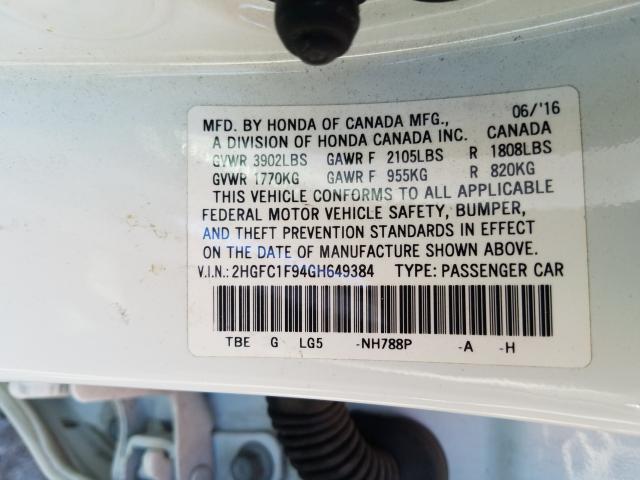 06/'16
MFD. BY HONDA OF CANADA MFG., CANADA
A DIVISION OF HONDA CANADA INC.
GVWR 3902LBS GAWR F 2105LBS R 1808LBS
GVWR 1770KG GAWR F 955KG R 820KG
THIS VEHICLE CONFORMS TO ALL APPLICABLE
FEDERAL MOTOR VEHICLE SAFETY, BUMPER,
AND THEFT PREVENTION STANDARDS IN EFFECT
ON THE DATE OF MANUFACTURE SHOWN ABOVE.
V.I.N.: 2HGFC1F94GH649384 TYPE: PASSENGER CAR
TBE G LG5 -NH788P -A -H